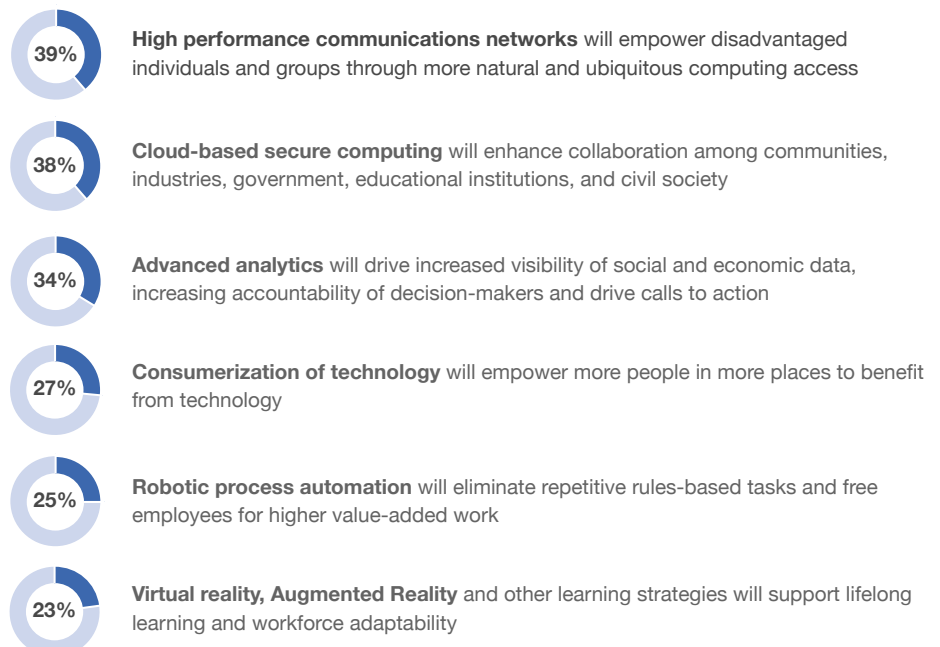 39%
High performance communications networks will empower disadvantaged
individuals and groups through more natural and ubiquitous computing access
38%
Cloud-based secure computing will enhance collaboration among communities,
industries, government, educational institutions, and civil society
34%
Advanced analytics will drive increased visibility of social and economic data,
increasing accountability of decision-makers and drive calls to action
27%
Consumerization of technology will empower more people in more places to benefit
from technology
25%
Robotic process automation will eliminate repetitive rules-based tasks and free
employees for higher value-added work
23%
Virtual reality, Augmented Reality and other learning strategies will support lifelong
learning and workforce adaptability